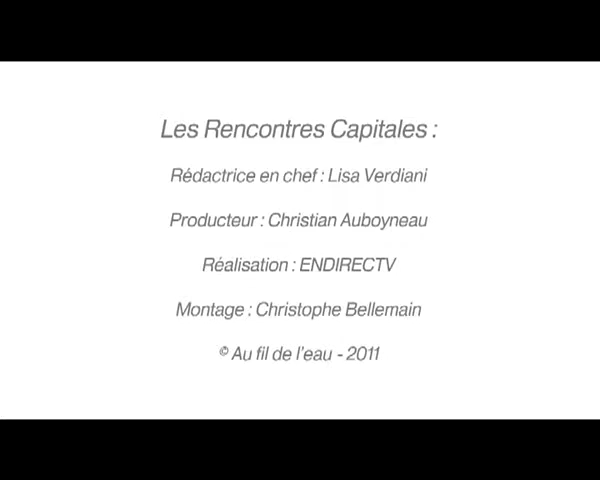 Les Rencontres Capitales :
Rédactrice en chef : Lisa Verdiani
Producteur : Christian Auboyneau
Réalisation : ENDIRECTV
Montage : Christophe Bellemain
© Au fil de l'eau - 2011